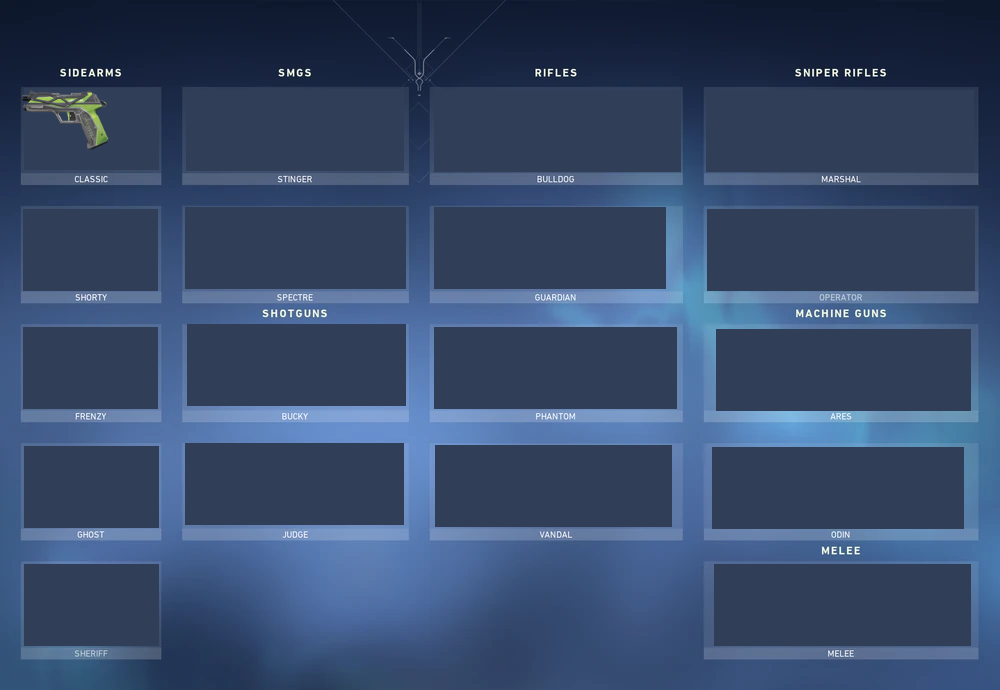 SIDEARMS
SMGS
RIFLES
SNIPER RIFLES
CLASSIC
STINGER
BULLDOG
MARSHAL
SHORTY
SPECTRE
GUARDIAN
OPERATOR
SHOTGUNS
MACHINE GUNS
FRENZY
BUCKY
PHANTOM
ARES
GHOST
JUDGE
VANDAL
ODIN
MELEE
SHERIFF
MELEE